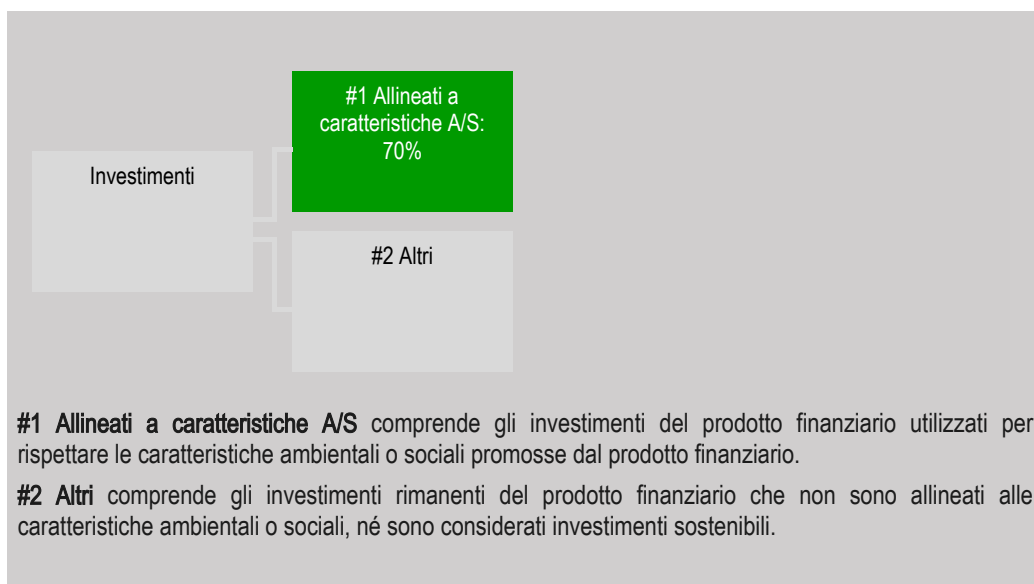 #1 Allineati a
caratteristiche A/S:
70%
Investimenti
#2 Altri
#1 Allineati a caratteristiche A/S comprende gli investimenti del prodotto finanziario utilizzati per
rispettare le caratteristiche ambientali o sociali promosse dal prodotto finanziario.
#2 Altri comprende gli investimenti rimanenti del prodotto finanziario che non sono allineati alle
caratteristiche ambientali o sociali, né sono considerati investimenti sostenibili.